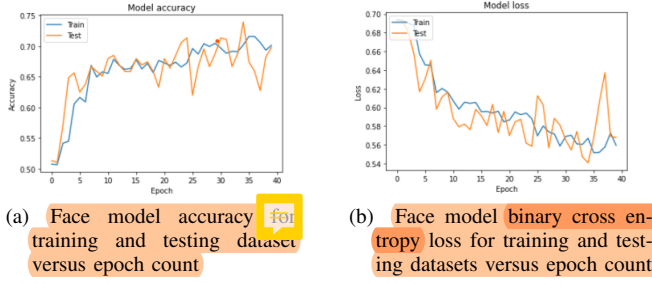 Model accuracy
Train
Test
0.75
0.70
0.65
0.60
0.55
0.50
Accuracy
0 5 10 15 20 25 30 35 40
Epoch
(a) Face model accuracy for
training and testing dataset
versus epoch count
Model loss
Train
Test
0.70
0.68
0.66
0.64
0.62
0.60
0.58
0.56
0.54
Loss
0 5 10 15 20 25 30 35 40
Epoch
(b) Face model binary cross en-
tropy loss for training and test-
ing datasets versus epoch count